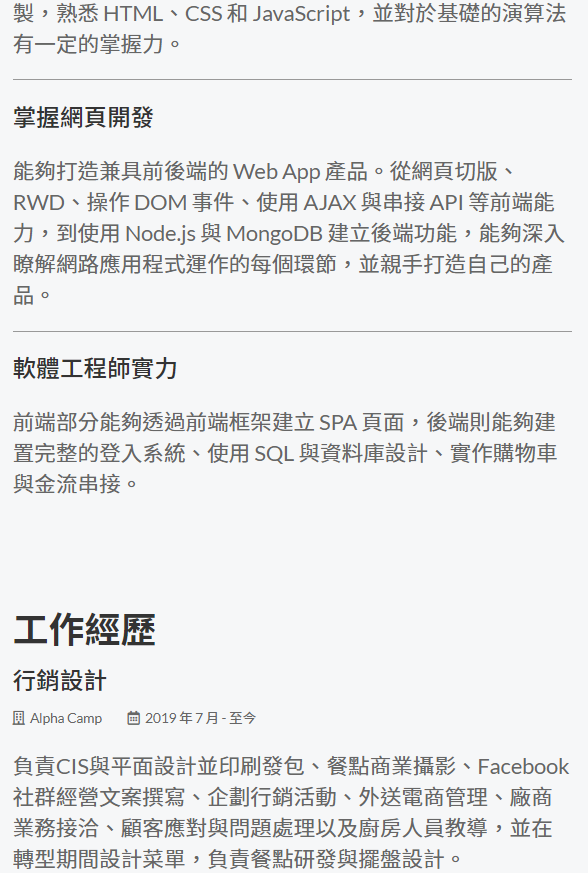 製，熟悉 HTML、CSS 和 JavaScript，並對於基礎的演算法
有一定的掌握力。
掌握網頁開發
能夠打造兼具前後端的 Web App 產品。從網頁切版、
RWD、操作 DOM 事件、使用 AJAX 與串接 API 等前端能
力，到使用 Node.js 與 MongoDB 建立後端功能，能夠深入
瞭解網路應用程式運作的每個環節，並親手打造自己的產
品。
軟體工程師實力
前端部分能夠透過前端框架建立 SPA 頁面，後端則能夠建
置完整的登入系統、使用 SQL 與資料庫設計、實作購物車
與金流串接。
工作經歷
行銷設計
Alpha Camp 2019 年 7 月 - 至今
負責CIS與平面設計並印刷發包、餐點商業攝影、Facebook
社群經營文案撰寫、企劃行銷活動、外送電商管理、廠商
業務接洽、顧客應對與問題處理以及廚房人員教導，並在
轉型期間設計菜單，負責餐點研發與擺盤設計。